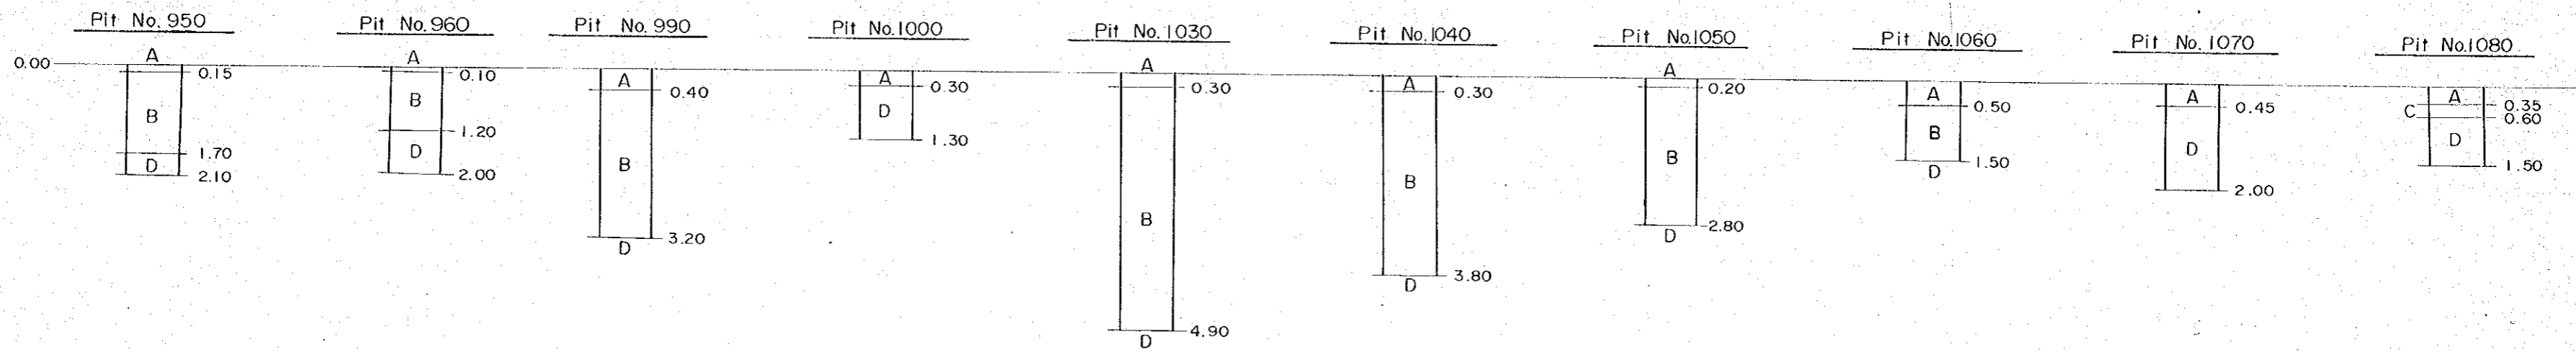 Pit No. 950
0.00
A
0.15
B
1.70
D
2.10
Pit No. 960
A
0.10
B
1.20
D
2.00
Pit No. 990
A
0.40
B
3.20
D
Pit No. 1000
A
0.30
D
1.30
Pit No. 1030
A
0.30
B
4.90
D
Pit No. 1040
A
0.30
B
3.80
D
Pit No. 1050
A
0.20
B
2.80
D
Pit No. 1060
A
0.50
B
1.50
D
Pit No. 1070
A
0.45
D
2.00
Pit No. 1080
A
0.35
C
0.60
D
1.50